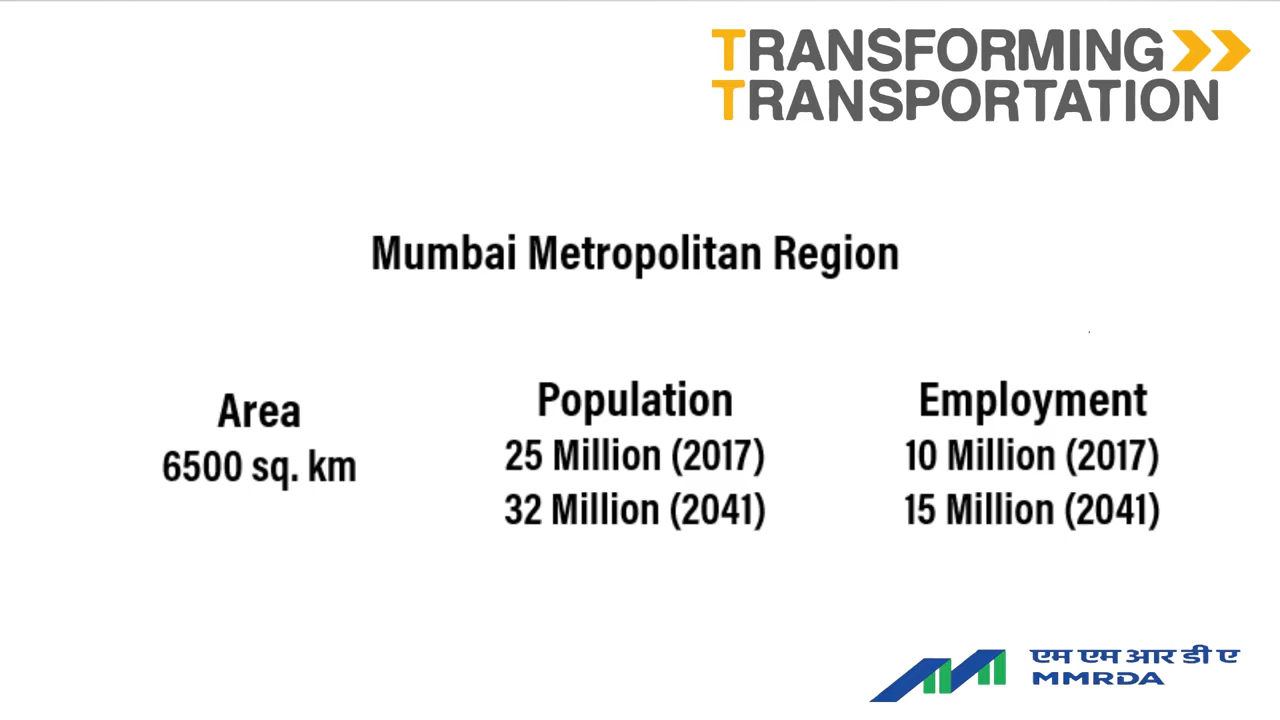 TRANSFORMING
TRANSPORTATION
Mumbai Metropolitan Region
Area
6500 sq. km
Population
25 Million (2017)
32 Million (2041)
Employment
10 Million (2017)
15 Million (2041)
एम एम आर डी ए
MMRDA